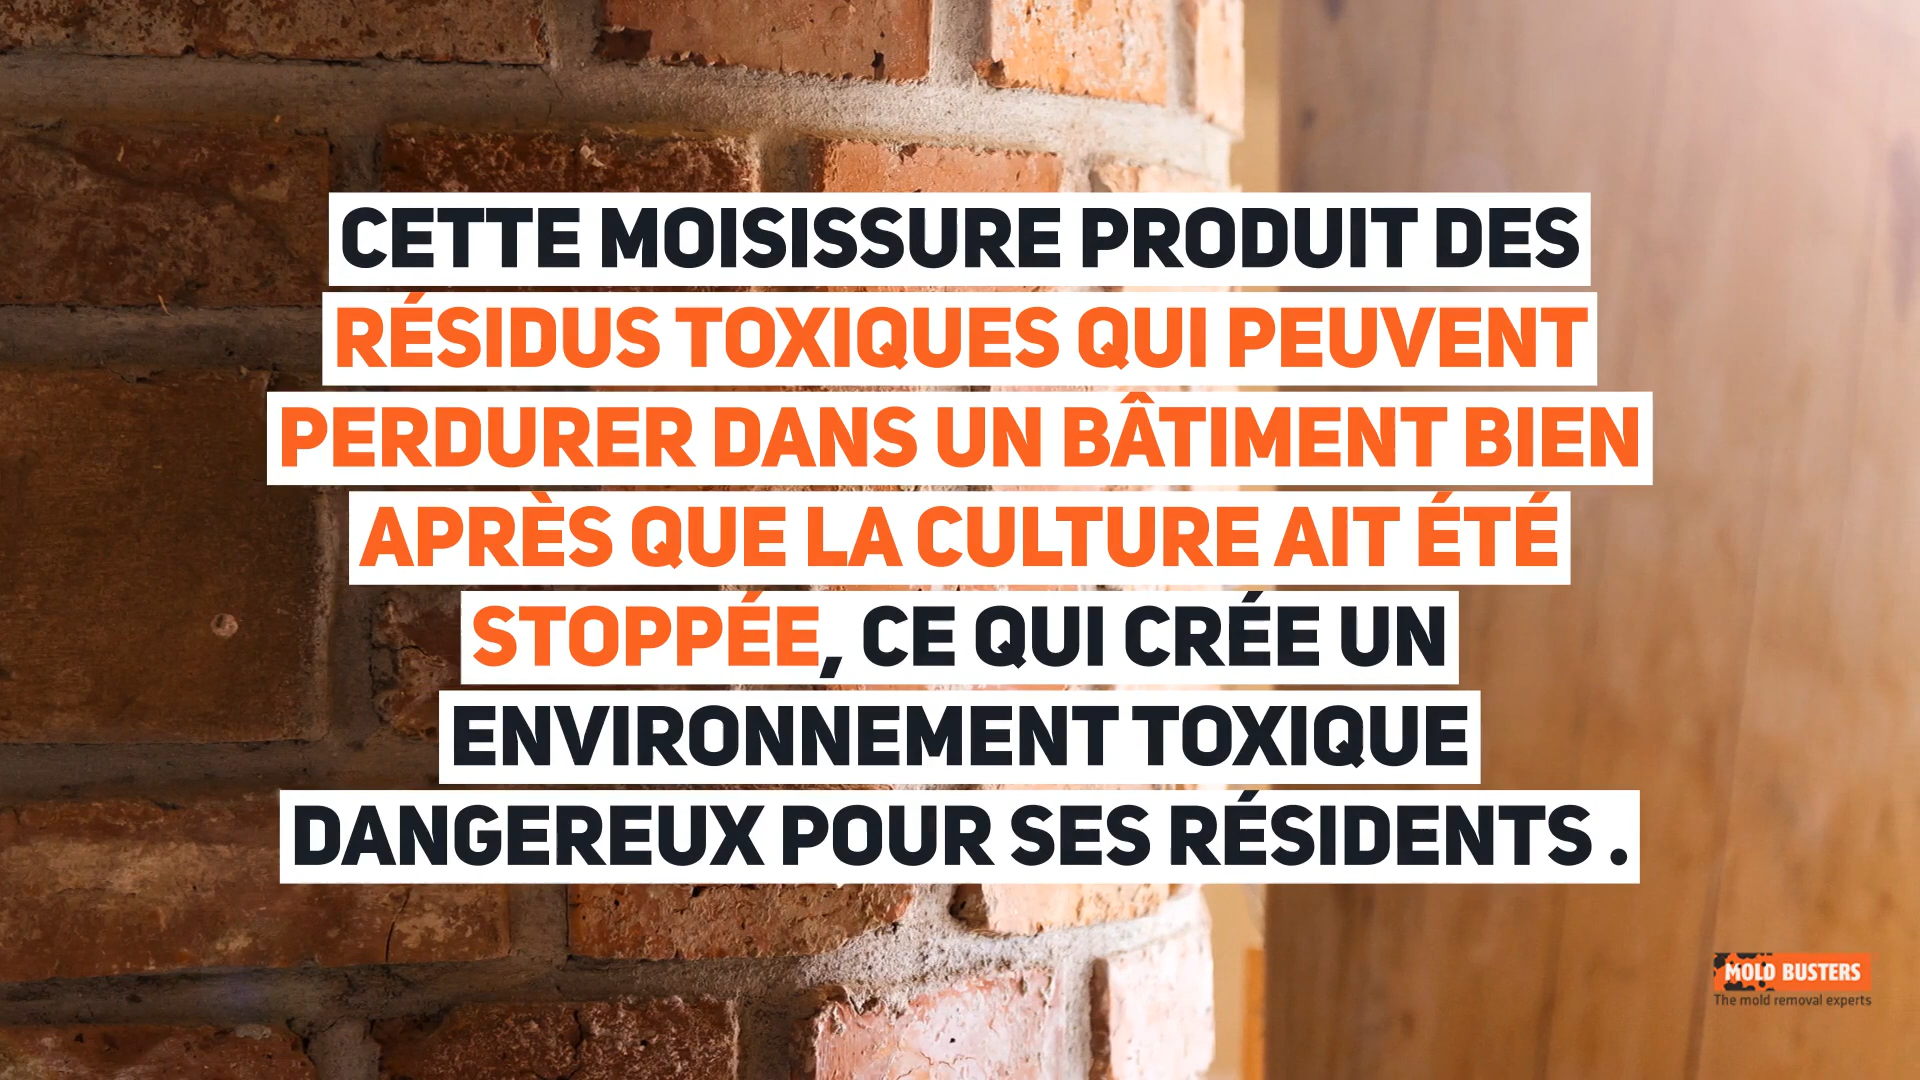 CETTE MOISISSURE PRODUIT DES
RÉSIDUS TOXIQUES QUI PEUVENT
PERDURER DANS UN BÂTIMENT BIEN
APRÈS QUE LA CULTURE AIT ÉTÉ
STOPPÉE, CE QUI CRÉE UN
ENVIRONNEMENT TOXIQUE
DANGEREUX POUR SES RÉSIDENTS .
MOLD BUSTERS
The mold removal experts